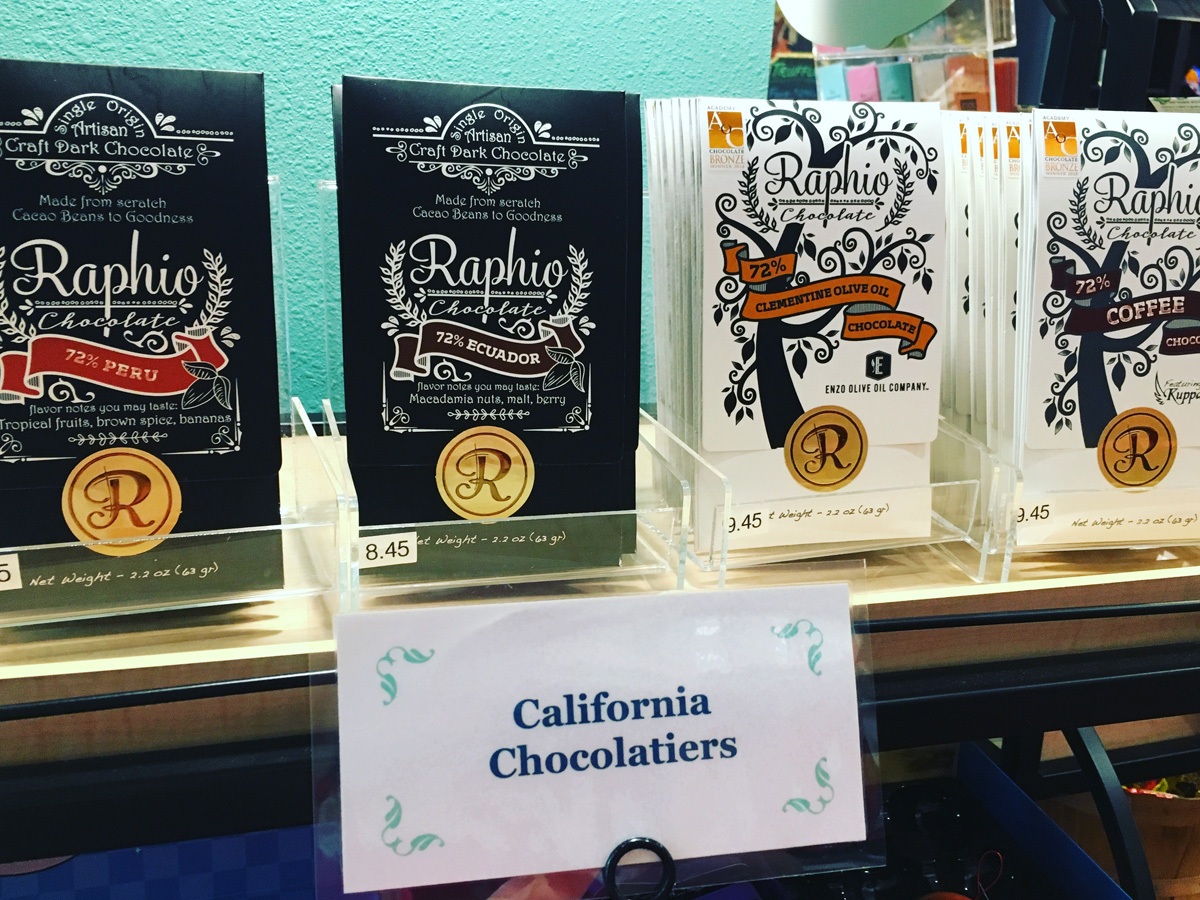 Single Origin
Artisan
Craft Dark Chocolate
Made from scratch
Cacao Beans to Goodness
Raphio
Chocolate
72% PERU
flavor notes you may taste:
Tropical fruits, brown spice, bananas
R
5
Net Weight - 2.2 oz (63 gr)
Single Origin
Artisan
Craft Dark Chocolate
Made from scratch
Cacao Beans to Goodness
Raphio
Chocolate
72% ECUADOR
flavor notes you may taste:
Macadamia nuts, malt, berry
R
8.45
et Weight - 2.2 oz (63 gr)
ACADEMY
CHOCOLATE
BRONZE
Raphio
Chocolate
72%
CLEMENTINE OLIVE OIL
CHOCOLATE
E
ENZO OLIVE OIL COMPANY
R
9.45
t Weight - 2.2 oz (63 gr)
ACADEMY
CHOCOLATE
BRONZE
Raphio
Chocolate
72%
COFFEE
CHOCO
Featuring
Kuppa
R
9.45
Net Weight - 2.2 oz (63 gr)
California
Chocolatiers